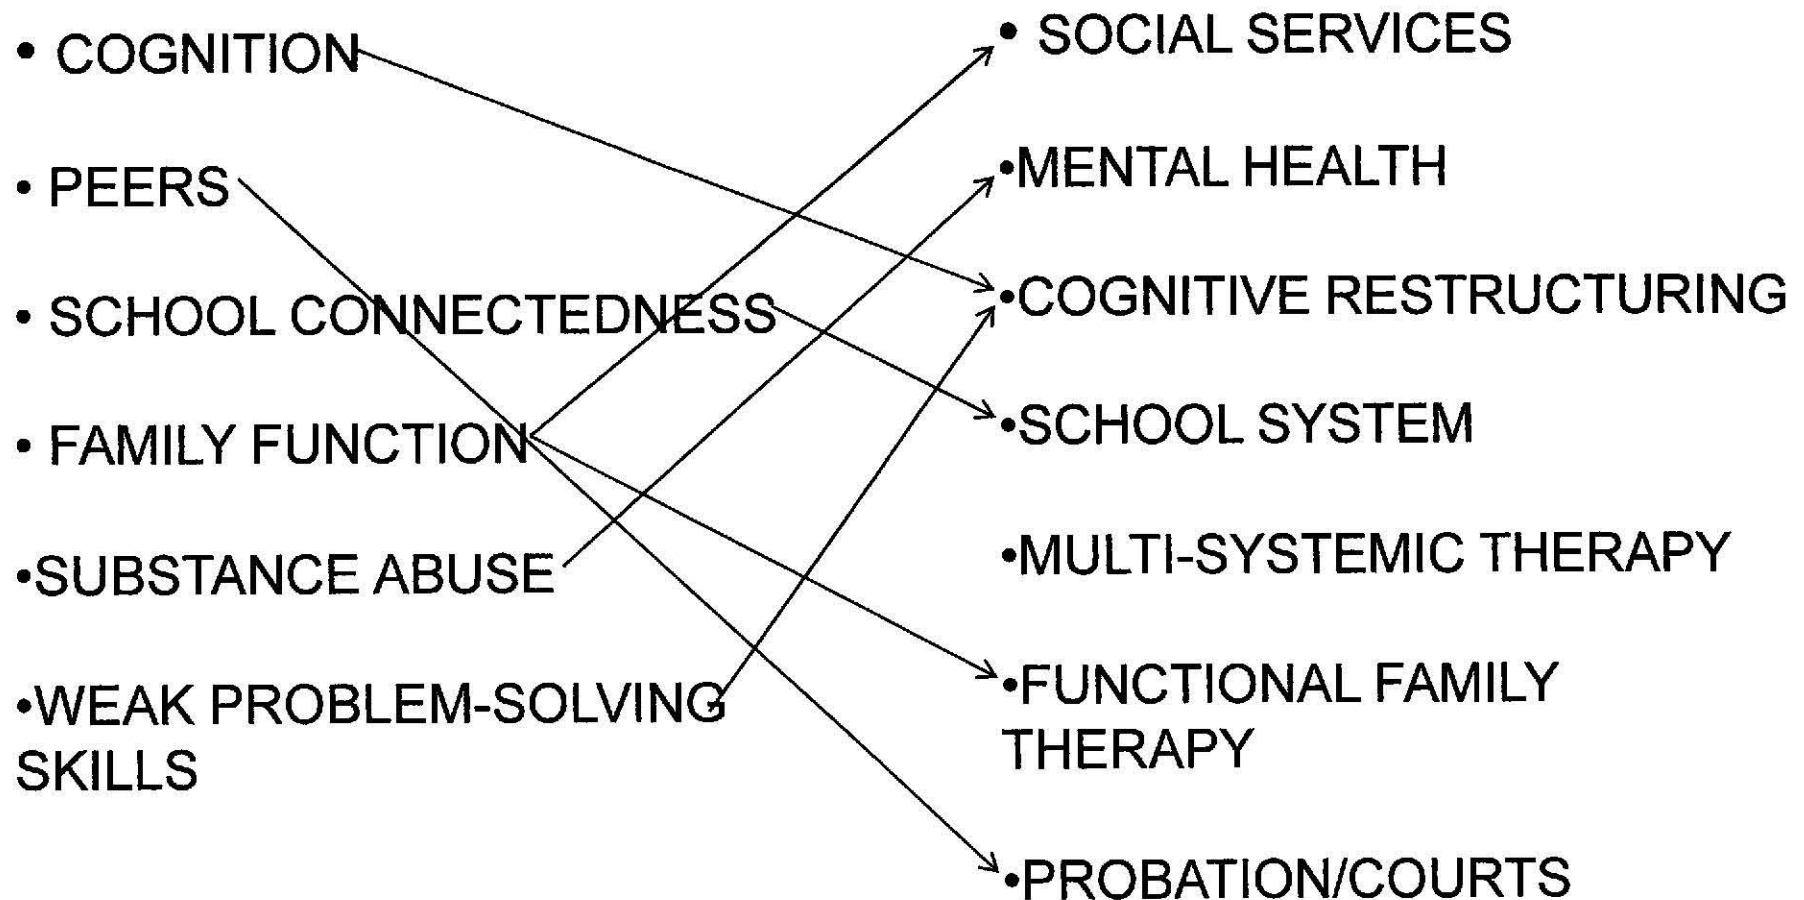 • COGNITION
• PEERS
• SCHOOL CONNECTEDNESS
• FAMILY FUNCTION
•SUBSTANCE ABUSE
•WEAK PROBLEM-SOLVING
SKILLS
• SOCIAL SERVICES
•MENTAL HEALTH
•COGNITIVE RESTRUCTURING
•SCHOOL SYSTEM
•MULTI-SYSTEMIC THERAPY
•FUNCTIONAL FAMILY
THERAPY
•PROBATION/COURTS